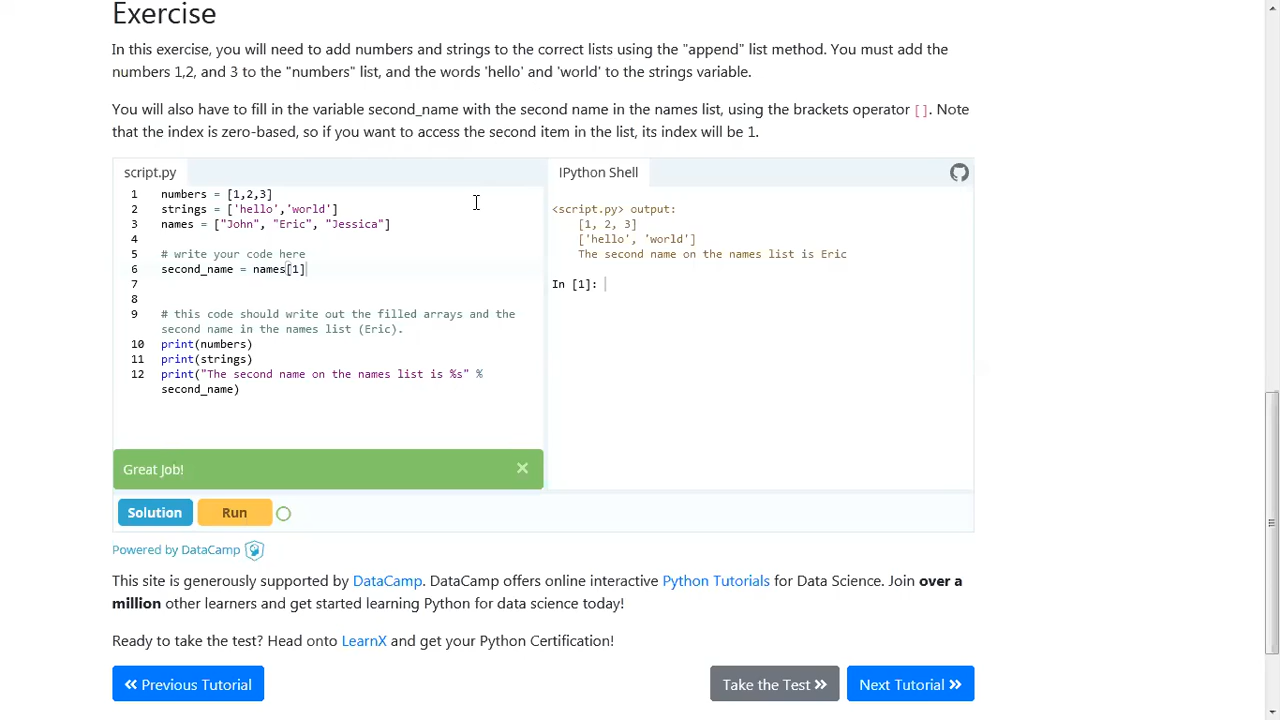 Exercise
In this exercise, you will need to add numbers and strings to the correct lists using the "append" list method. You must add the
numbers 1,2, and 3 to the "numbers" list, and the words 'hello' and 'world' to the strings variable.
You will also have to fill in the variable second_name with the second name in the names list, using the brackets operator []. Note
that the index is zero-based, so if you want to access the second item in the list, its index will be 1.
script.py
1 numbers = [1,2,3]
2 strings = ['hello','world']
3 names = ["John", "Eric", "Jessica"]
4
5 # write your code here
6 second_name = names[1]
7
8
9 # this code should write out the filled arrays and the
second name in the names list (Eric).
10 print(numbers)
11 print(strings)
12 print("The second name on the names list is %s" %
second_name)
Great Job!
Solution Run
IPython Shell
<script.py> output:
[1, 2, 3]
['hello', 'world']
The second name on the names list is Eric
In [1]:
Powered by DataCamp
This site is generously supported by DataCamp. DataCamp offers online interactive Python Tutorials for Data Science. Join over a
million other learners and get started learning Python for data science today!
Ready to take the test? Head onto LearnX and get your Python Certification!
« Previous Tutorial Take the Test » Next Tutorial »